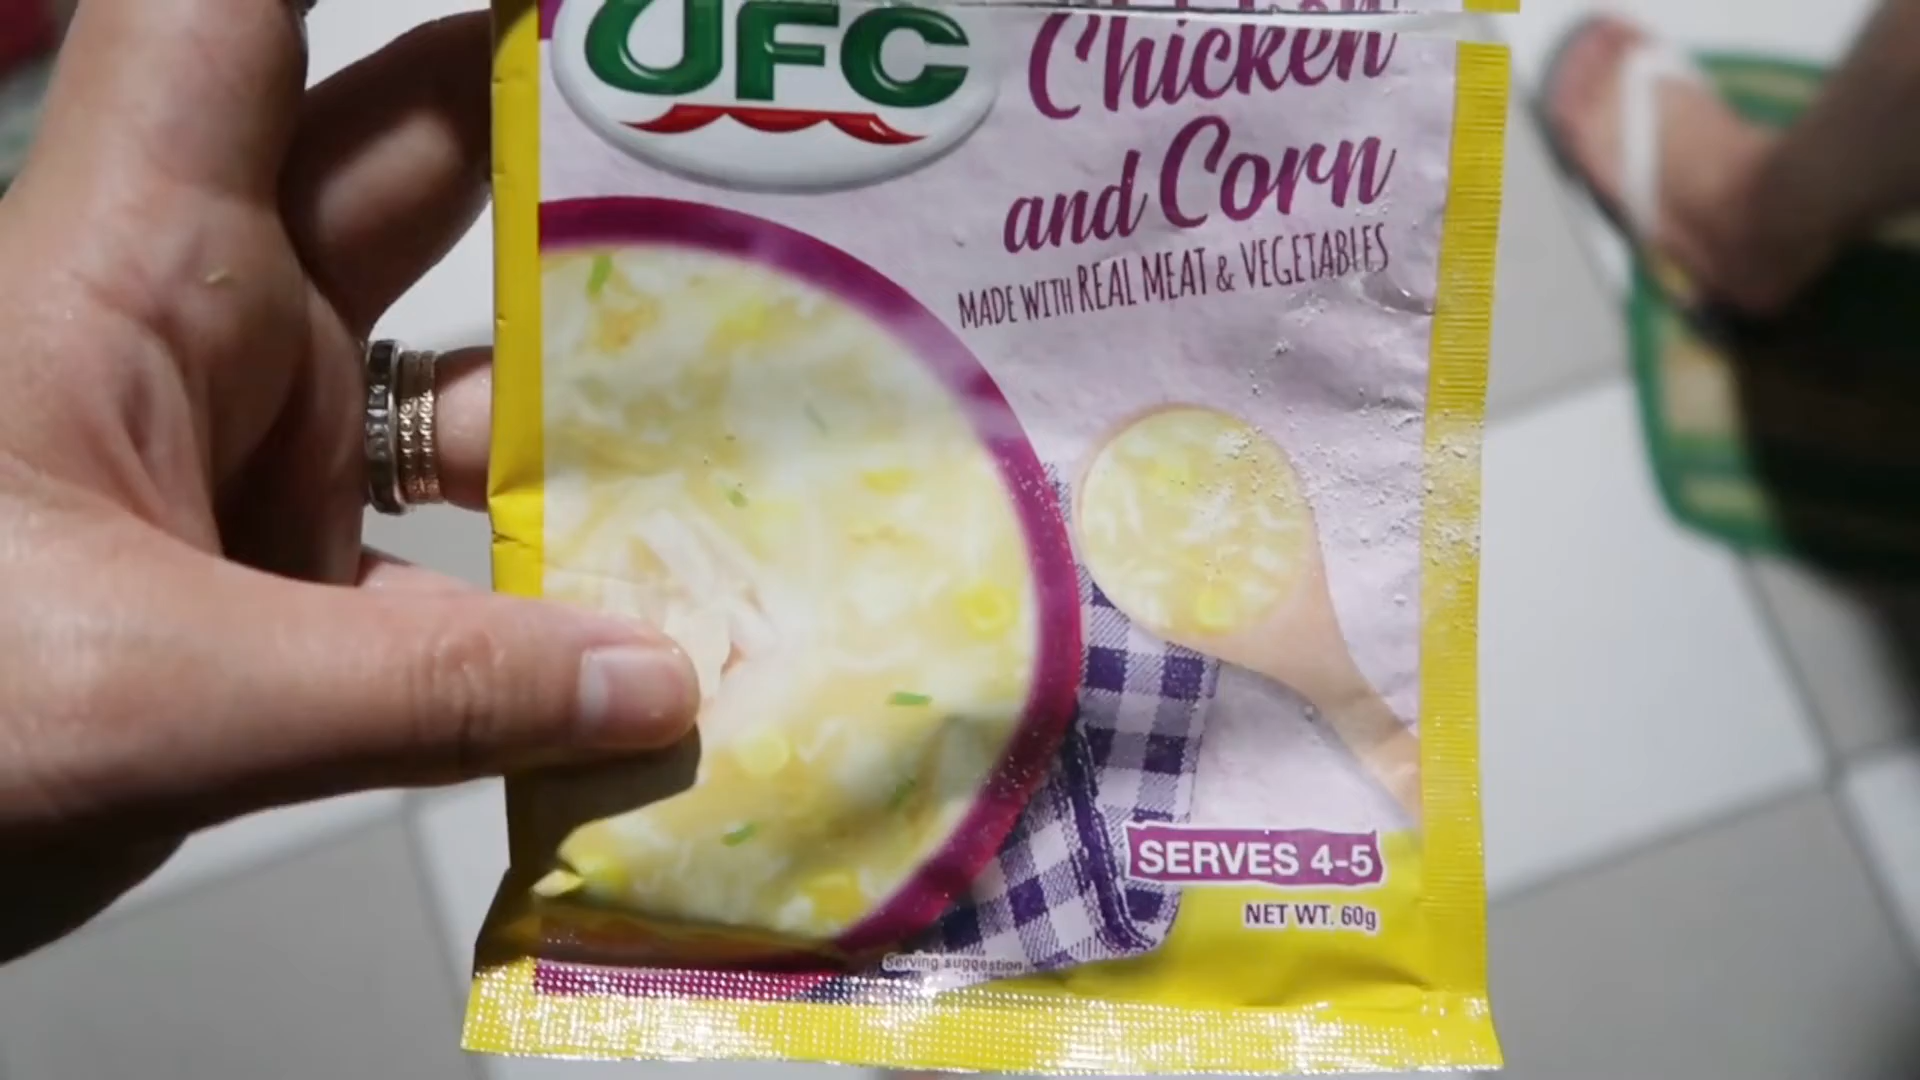 UFC
Chicken
and Corn
MADE WITH REAL MEAT & VEGETABLES
SERVES 4-5
NET WT. 60g
Serving suggestion